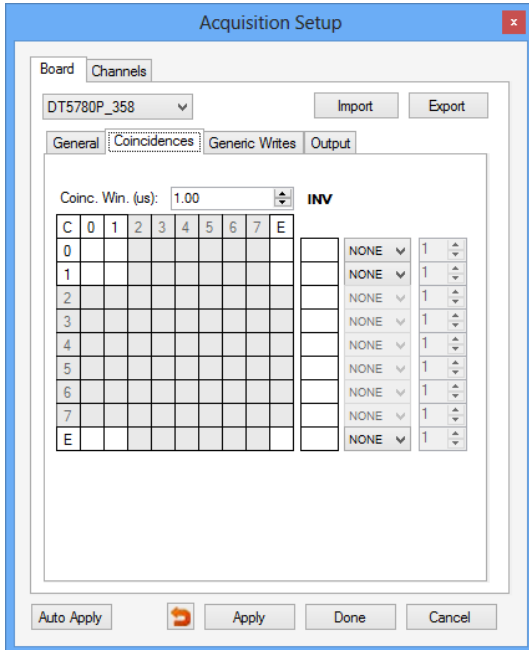 Acquisition Setup
x
Board Channels
DT5780P_358 Import Export
General Coincidences Generic Writes Output
Coinc. Win. (us): 1.00 INV
C 0 1 2 3 4 5 6 7 E
0 NONE 1
1 NONE 1
2 NONE 1
3 NONE 1
4 NONE 1
5 NONE 1
6 NONE 1
7 NONE 1
E NONE 1
Auto Apply Apply Done Cancel